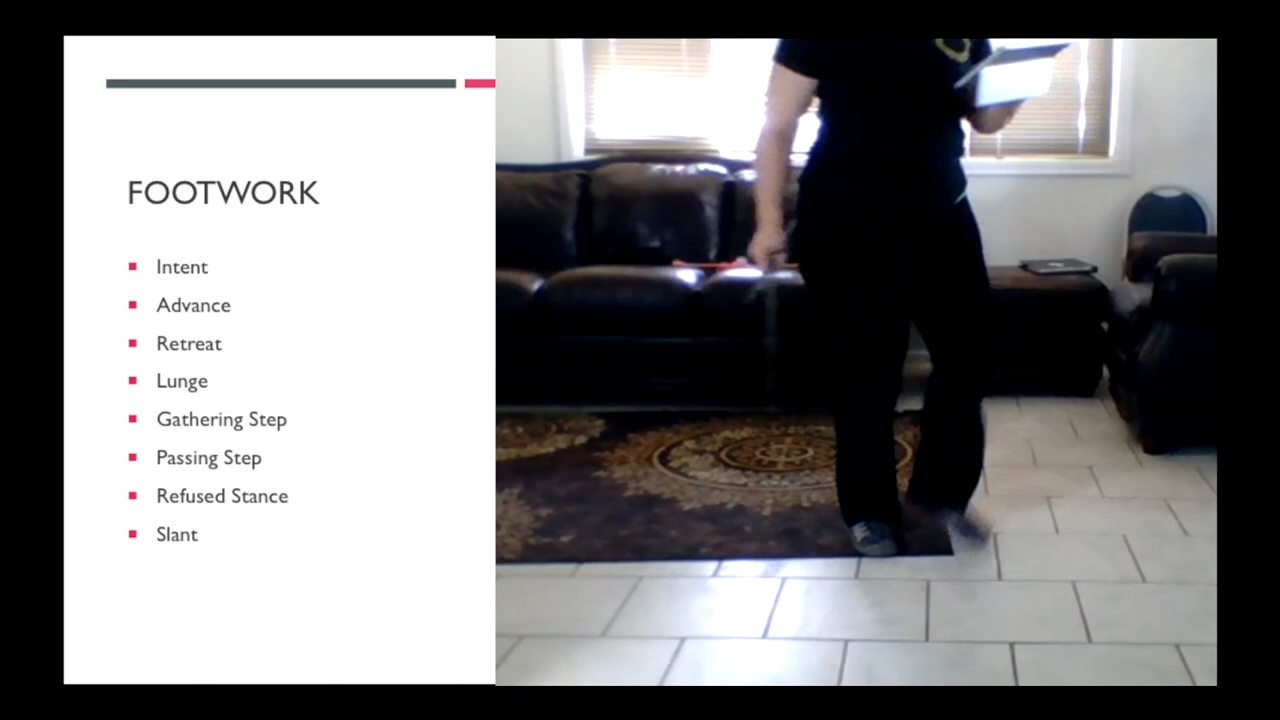 FOOTWORK
Intent
Advance
Retreat
Lunge
Gathering Step
Passing Step
Refused Stance
Slant